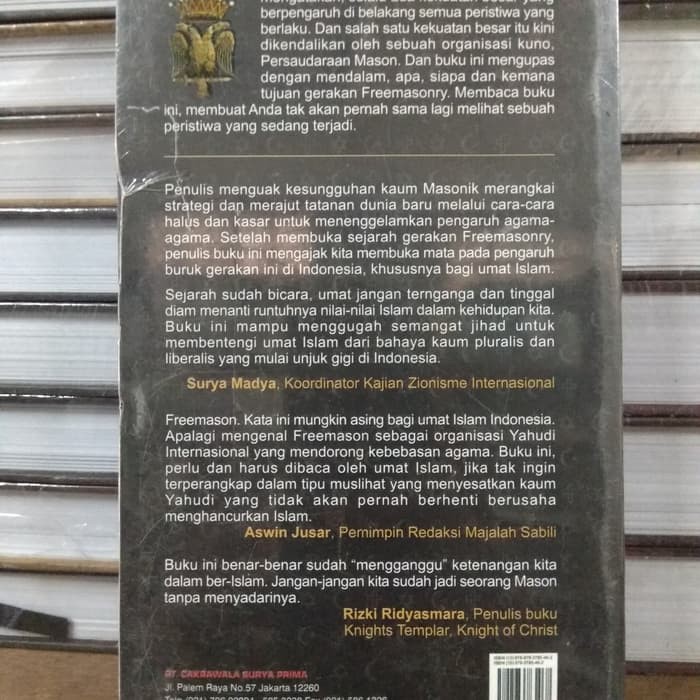 mengatakan, selalu ada kekuatan besar yang
berpengaruh di belakang semua peristiwa yang
berlaku. Dan salah satu kekuatan besar itu kini
dikendalikan oleh sebuah organisasi kuno,
Persaudaraan Mason. Dan buku ini mengupas
dengan mendalam, apa, siapa dan kemana
tujuan gerakan Freemasonry. Membaca buku
ini, membuat Anda tak akan pernah sama lagi melihat sebuah
peristiwa yang sedang terjadi.
Penulis menguak kesungguhan kaum Masonik merangkai
strategi dan merajut tatanan dunia baru melalui cara-cara
halus dan kasar untuk menenggelamkan pengaruh agama-
agama. Setelah membuka sejarah gerakan Freemasonry,
penulis buku ini mengajak kita membuka mata pada pengaruh
buruk gerakan ini di Indonesia, khususnya bagi umat Islam.
Sejarah sudah bicara, umat jangan ternganga dan tinggal
diam menanti runtuhnya nilai-nilai Islam dalam kehidupan kita.
Buku ini mampu menggugah semangat jihad untuk
membentengi umat Islam dari bahaya kaum pluralis dan
liberalis yang mulai unjuk gigi di Indonesia.
Surya Madya, Koordinator Kajian Zionisme Internasional
Freemason. Kata ini mungkin asing bagi umat Islam Indonesia.
Apalagi mengenal Freemason sebagai organisasi Yahudi
Internasional yang mendorong kebebasan agama. Buku ini,
perlu dan harus dibaca oleh umat Islam, jika tak ingin
terperangkap dalam tipu muslihat yang menyesatkan kaum
Yahudi yang tidak akan pernah berhenti berusaha
menghancurkan Islam.
Aswin Jusar, Pemimpin Redaksi Majalah Sabili
Buku ini benar-benar sudah "mengganggu" ketenangan kita
dalam ber-Islam. Jangan-jangan kita sudah jadi seorang Mason
tanpa menyadarinya.
Rizki Ridyasmara, Penulis buku
Knights Templar, Knight of Christ
PT. CAKRAWALA SURYA PRIMA
Jl. Palem Raya No.57 Jakarta 12260